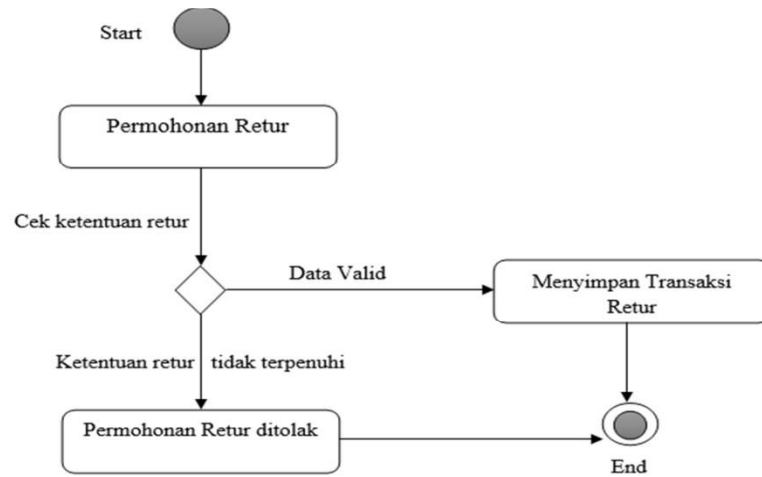 Start
Permohonan Retur
Cek ketentuan retur
Data Valid
Menyimpan Transaksi
Retur
Ketentuan retur tidak terpenuhi
Permohonan Retur ditolak
End